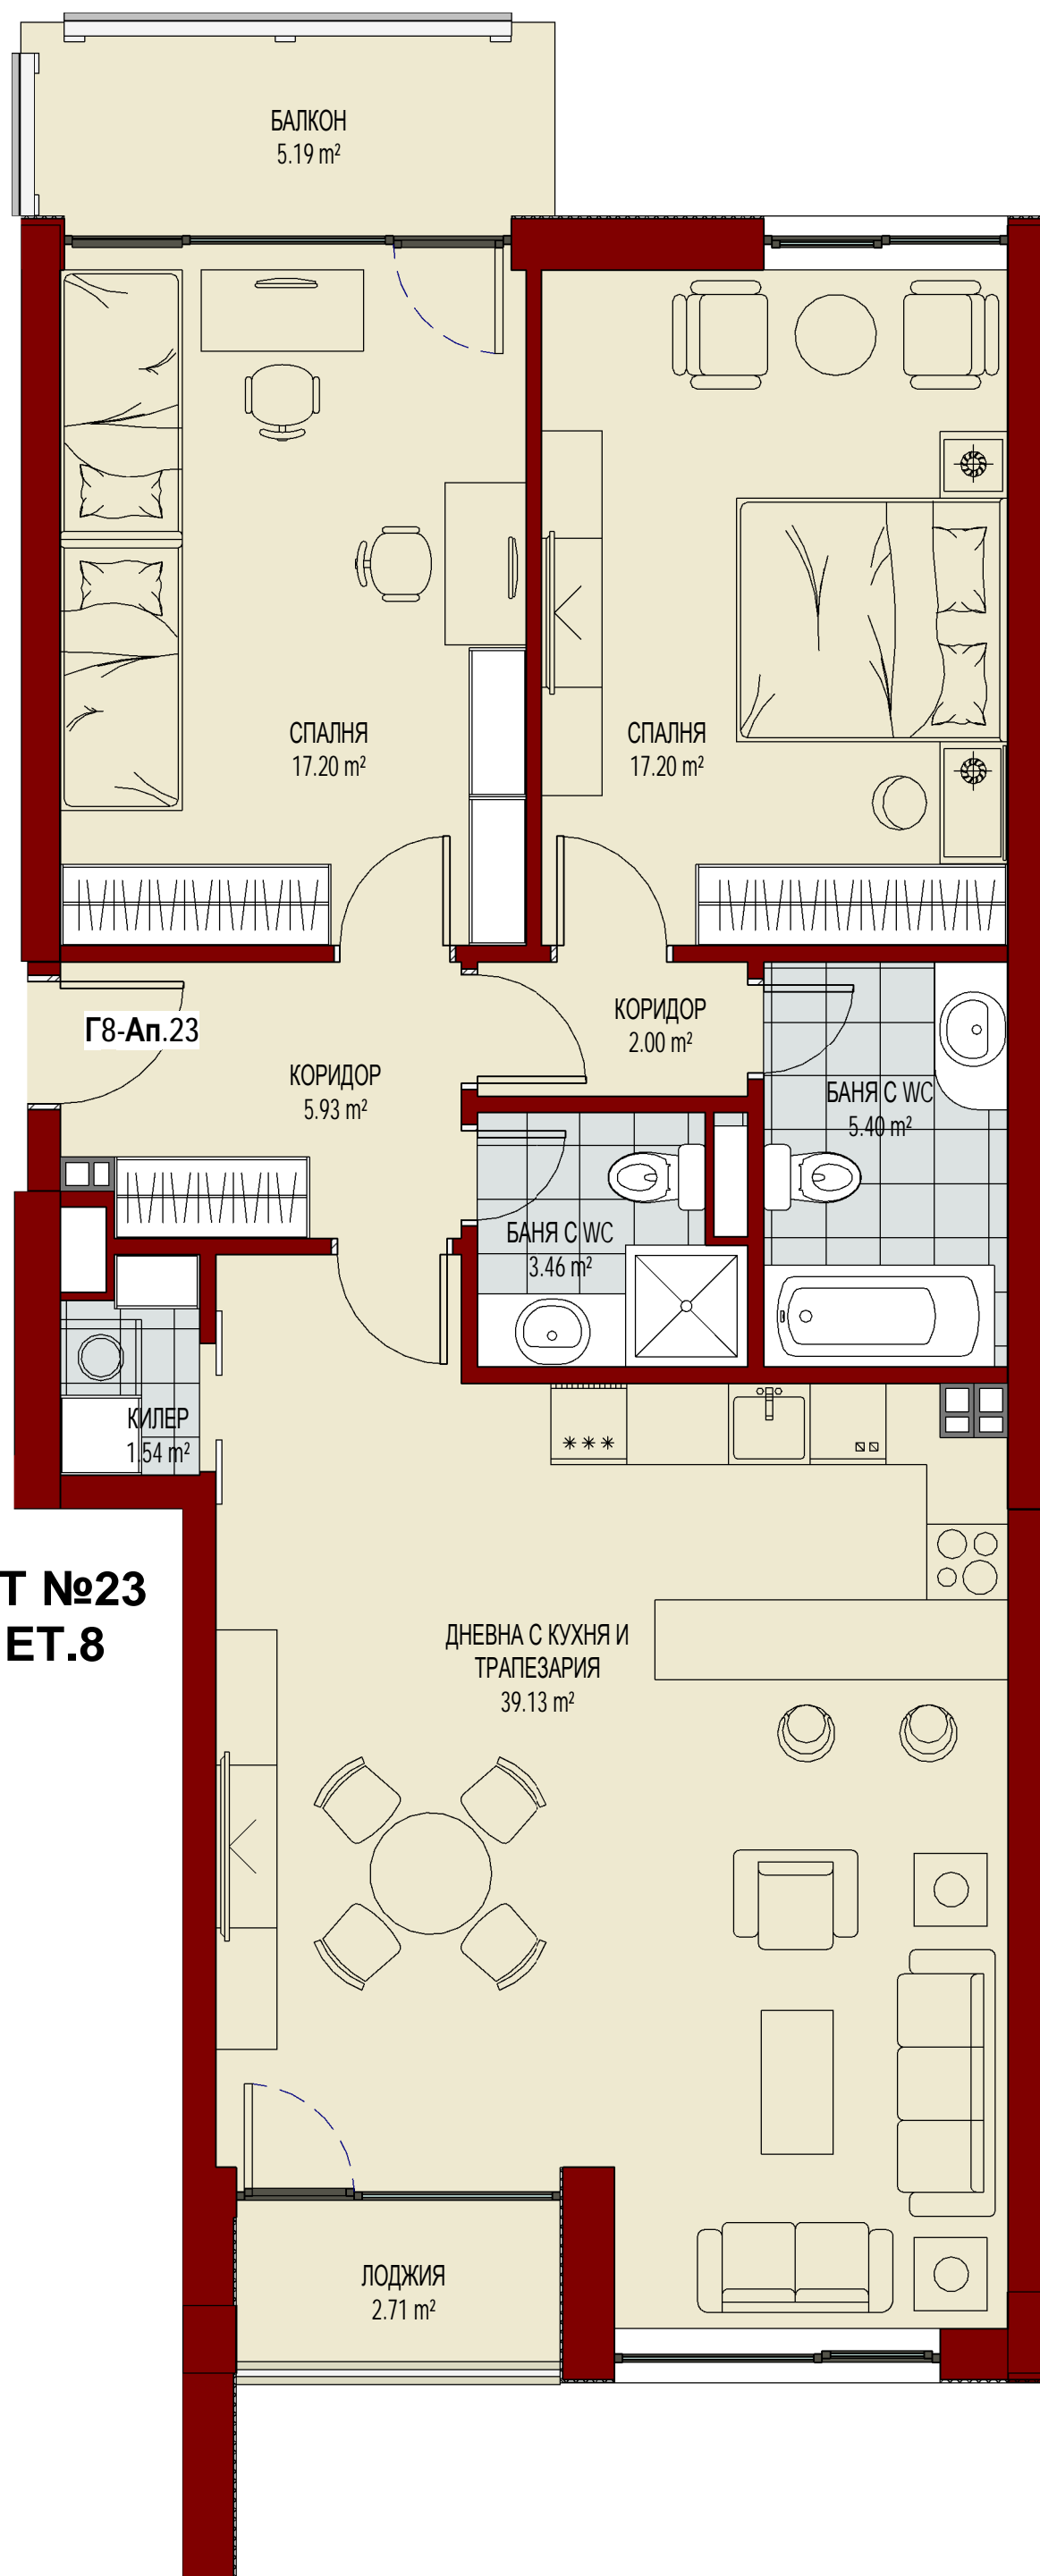 БАЛКОН
5.19 m²
СПАЛНЯ
17.20 m²
СПАЛНЯ
17.20 m²
Г8-Ап.23
КОРИДОР
2.00 m²
КОРИДОР
5.93 m²
БАНЯ С WC
5.40 m²
БАНЯ С WC
3.46 m²
КИЛЕР
1.54 m²
Т №23
ЕТ.8
ДНЕВНА С КУХНЯ И
ТРАПЕЗАРИЯ
39.13 m²
ЛОДЖИЯ
2.71 m²